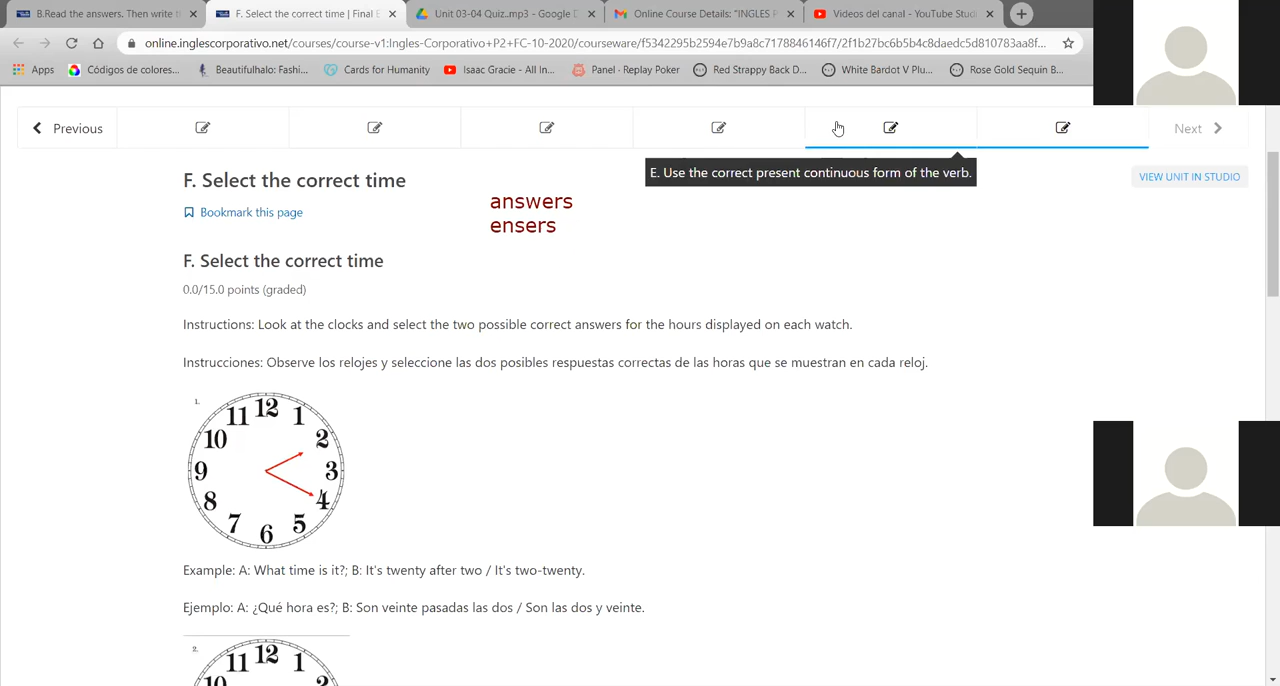 B.Read the answers. Then write t
F. Select the correct time | Final E
Unit 03-04 Quiz..mp3 - Google D
Online Course Details: "INGLES P
Videos del canal - YouTube Stud
online.inglescorporativo.net/courses/course-v1:Ingles-Corporativo+P2+FC-10-2020/courseware/f5342295b2594e7b9a8c7178846146f7/2f1b27bc6b5b4c8daedc5d810783aa8f...
Apps
Códigos de colores...
Beautifulhalo: Fashi...
Cards for Humanity
Isaac Gracie - All In...
Panel · Replay Poker
Red Strappy Back D...
White Bardot V Plu...
Rose Gold Sequin B...
Previous
Next
E. Use the correct present continuous form of the verb.
F. Select the correct time
VIEW UNIT IN STUDIO
Bookmark this page
answers
ensers
F. Select the correct time
0.0/15.0 points (graded)
Instructions: Look at the clocks and select the two possible correct answers for the hours displayed on each watch.
Instrucciones: Observe los relojes y seleccione las dos posibles respuestas correctas de las horas que se muestran en cada reloj.
1.
12
11 1
10 2
9 3
8 4
7 5
6
Example: A: What time is it?; B: It's twenty after two / It's two-twenty.
Ejemplo: A: ¿Qué hora es?; B: Son veinte pasadas las dos / Son las dos y veinte.
2.
12
11 1
10 2